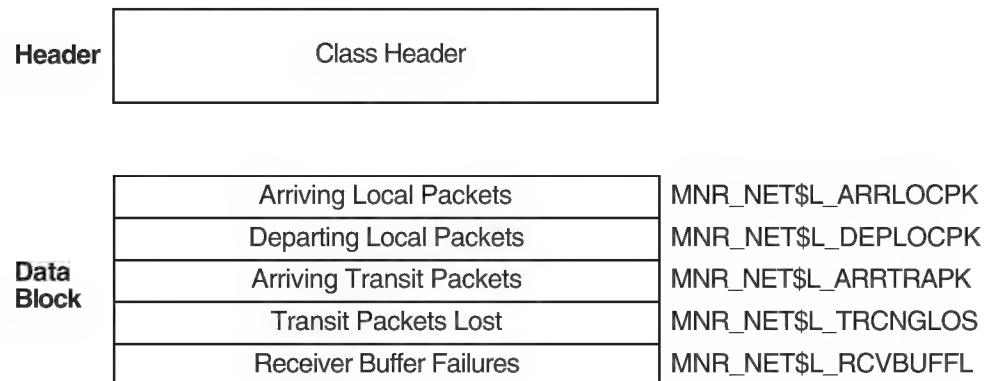 Header
Class Header
Arriving Local Packets MNR_NET$L_ARRLOCPK
Departing Local Packets MNR_NET$L_DEPLOCPK
Data Block
Arriving Transit Packets MNR_NET$L_ARRTRAPK
Transit Packets Lost MNR_NET$L_TRCNGLOS
Receiver Buffer Failures MNR_NET$L_RCVBUFFL